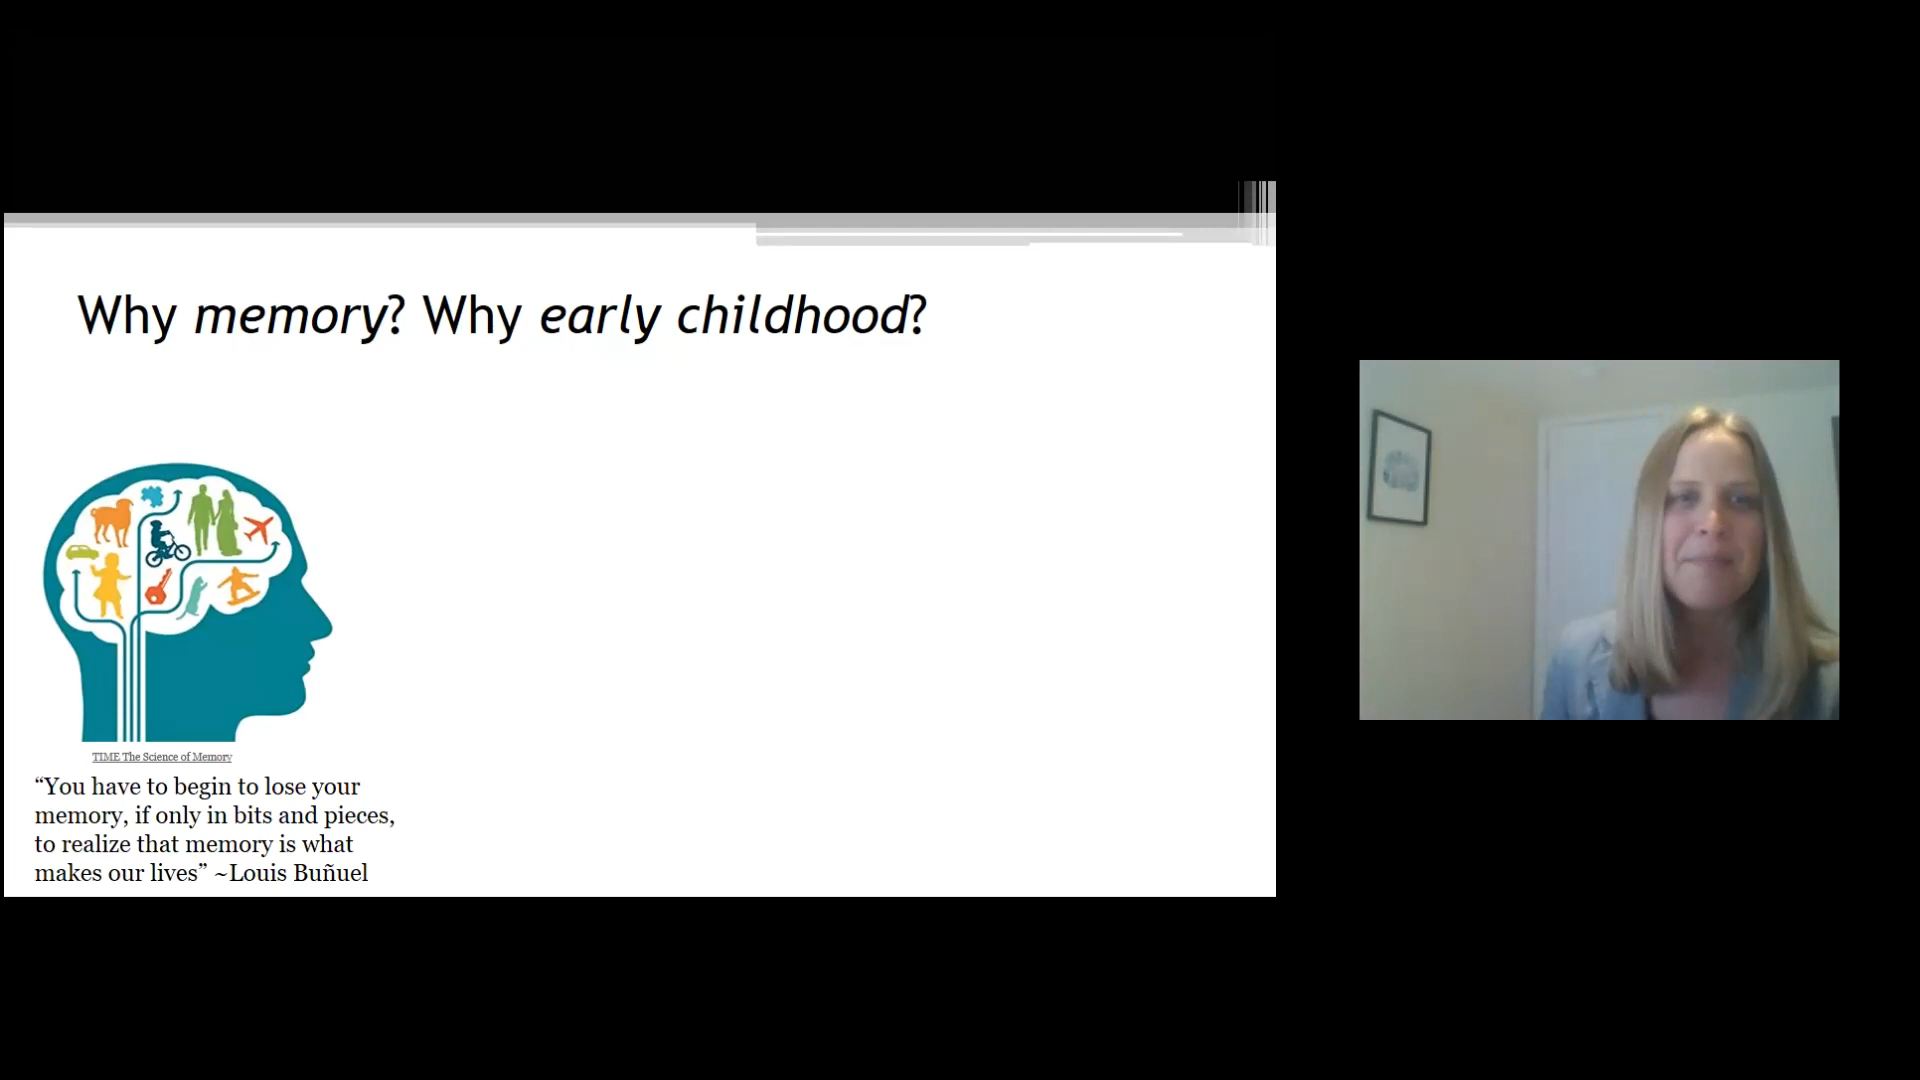 Why memory? Why early childhood?
TIME The Science of Memory
“You have to begin to lose your
memory, if only in bits and pieces,
to realize that memory is what
makes our lives” ~Louis Buñuel